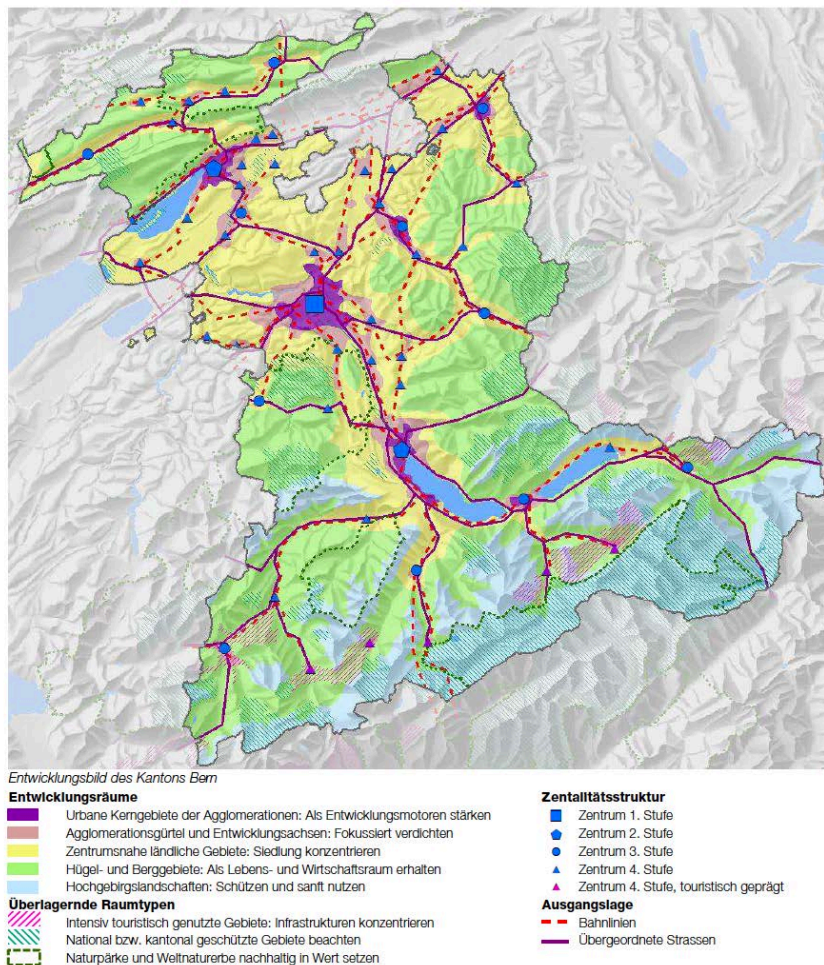 Entwicklungsbild des Kantons Bern
Entwicklungsräume
Urbane Kerngebiete der Agglomerationen: Als Entwicklungsmotoren stärken
Agglomerationsgürtel und Entwicklungsachsen: Fokussiert verdichten
Zentrumsnahe ländliche Gebiete: Siedlung konzentrieren
Hügel- und Berggebiete: Als Lebens- und Wirtschaftsraum erhalten
Hochgebirgslandschaften: Schützen und sanft nutzen
Überlagernde Raumtypen
Intensiv touristisch genutzte Gebiete: Infrastrukturen konzentrieren
National bzw. kantonal geschützte Gebiete beachten
Naturpärke und Weltnaturerbe nachhaltig in Wert setzen
Zentalitätsstruktur
Zentrum 1. Stufe
Zentrum 2. Stufe
Zentrum 3. Stufe
Zentrum 4. Stufe
Zentrum 4. Stufe, touristisch geprägt
Ausgangslage
Bahnlinien
Übergeordnete Strassen